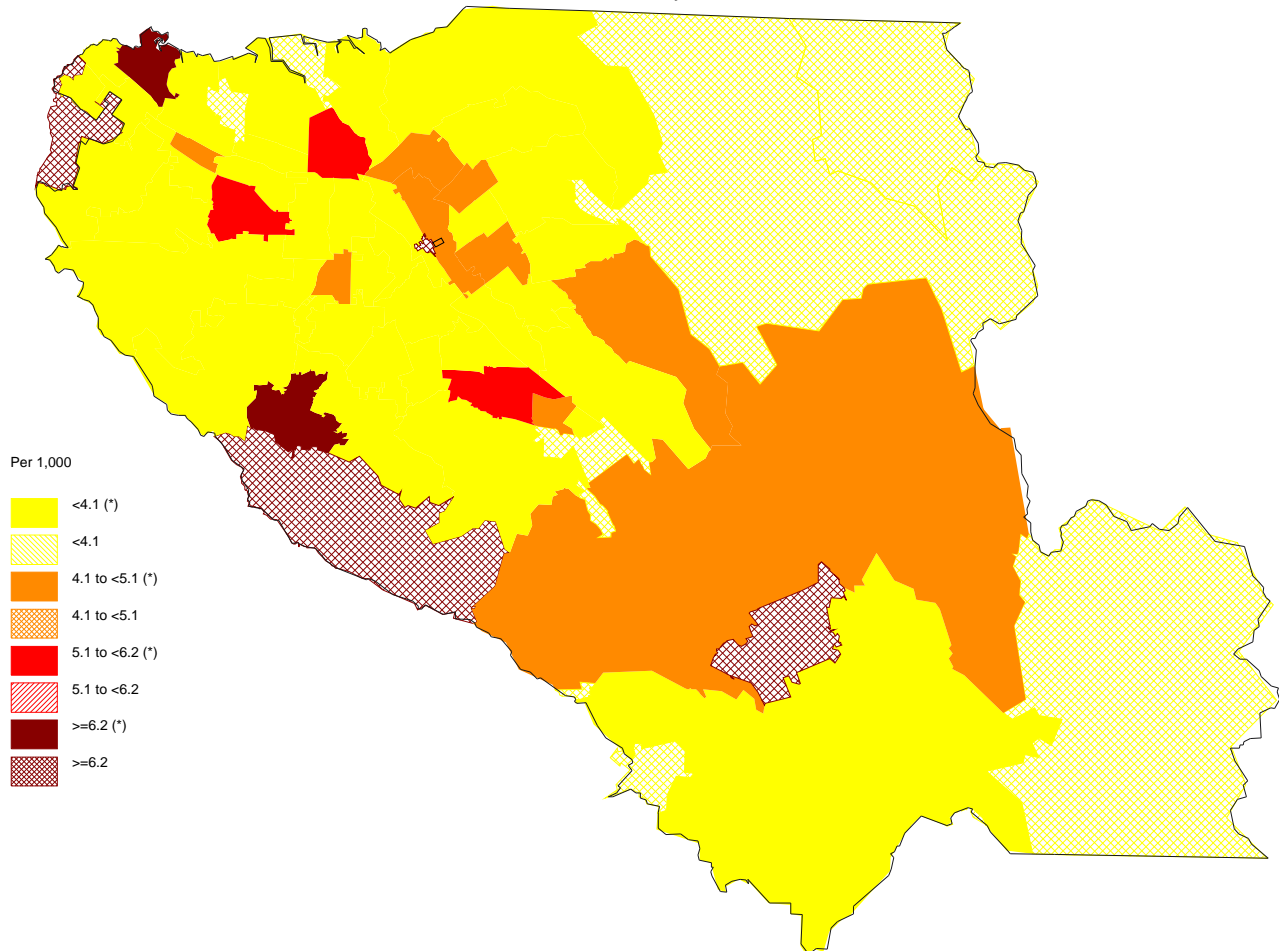 Per 1,000
<4.1 (*)
<4.1
4.1 to <5.1 (*)
4.1 to <5.1
5.1 to <6.2 (*)
5.1 to <6.2
>=6.2 (*)
>=6.2